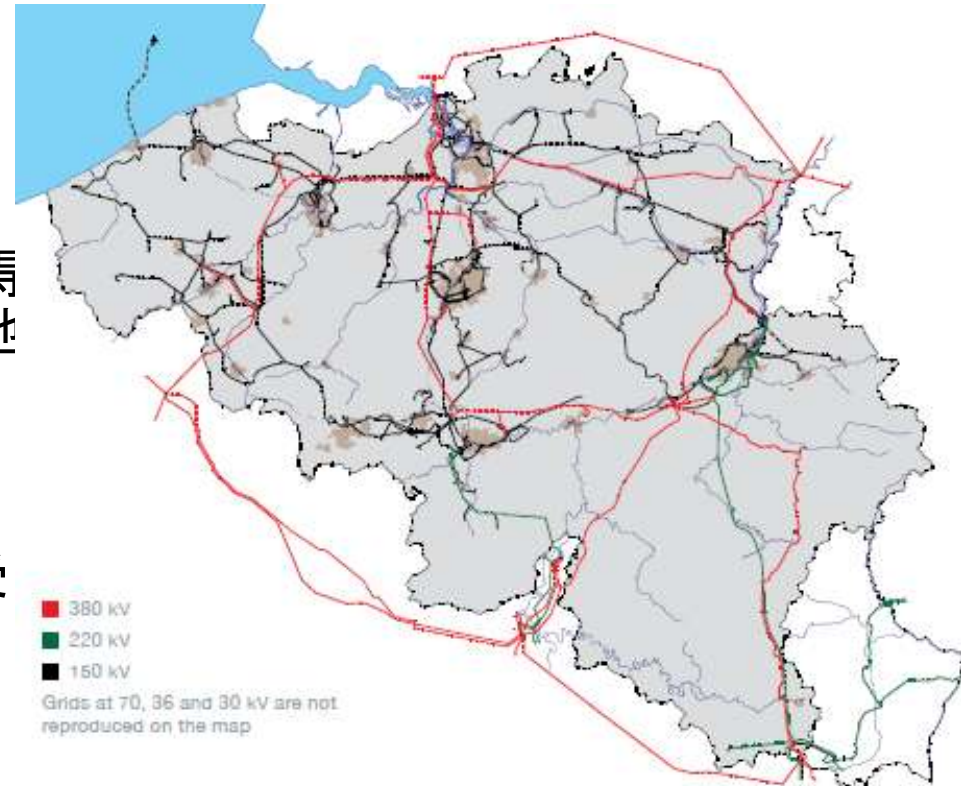 380 kV
220 kV
150 kV
Grids at 70, 36 and 30 kV are not
reproduced on the map